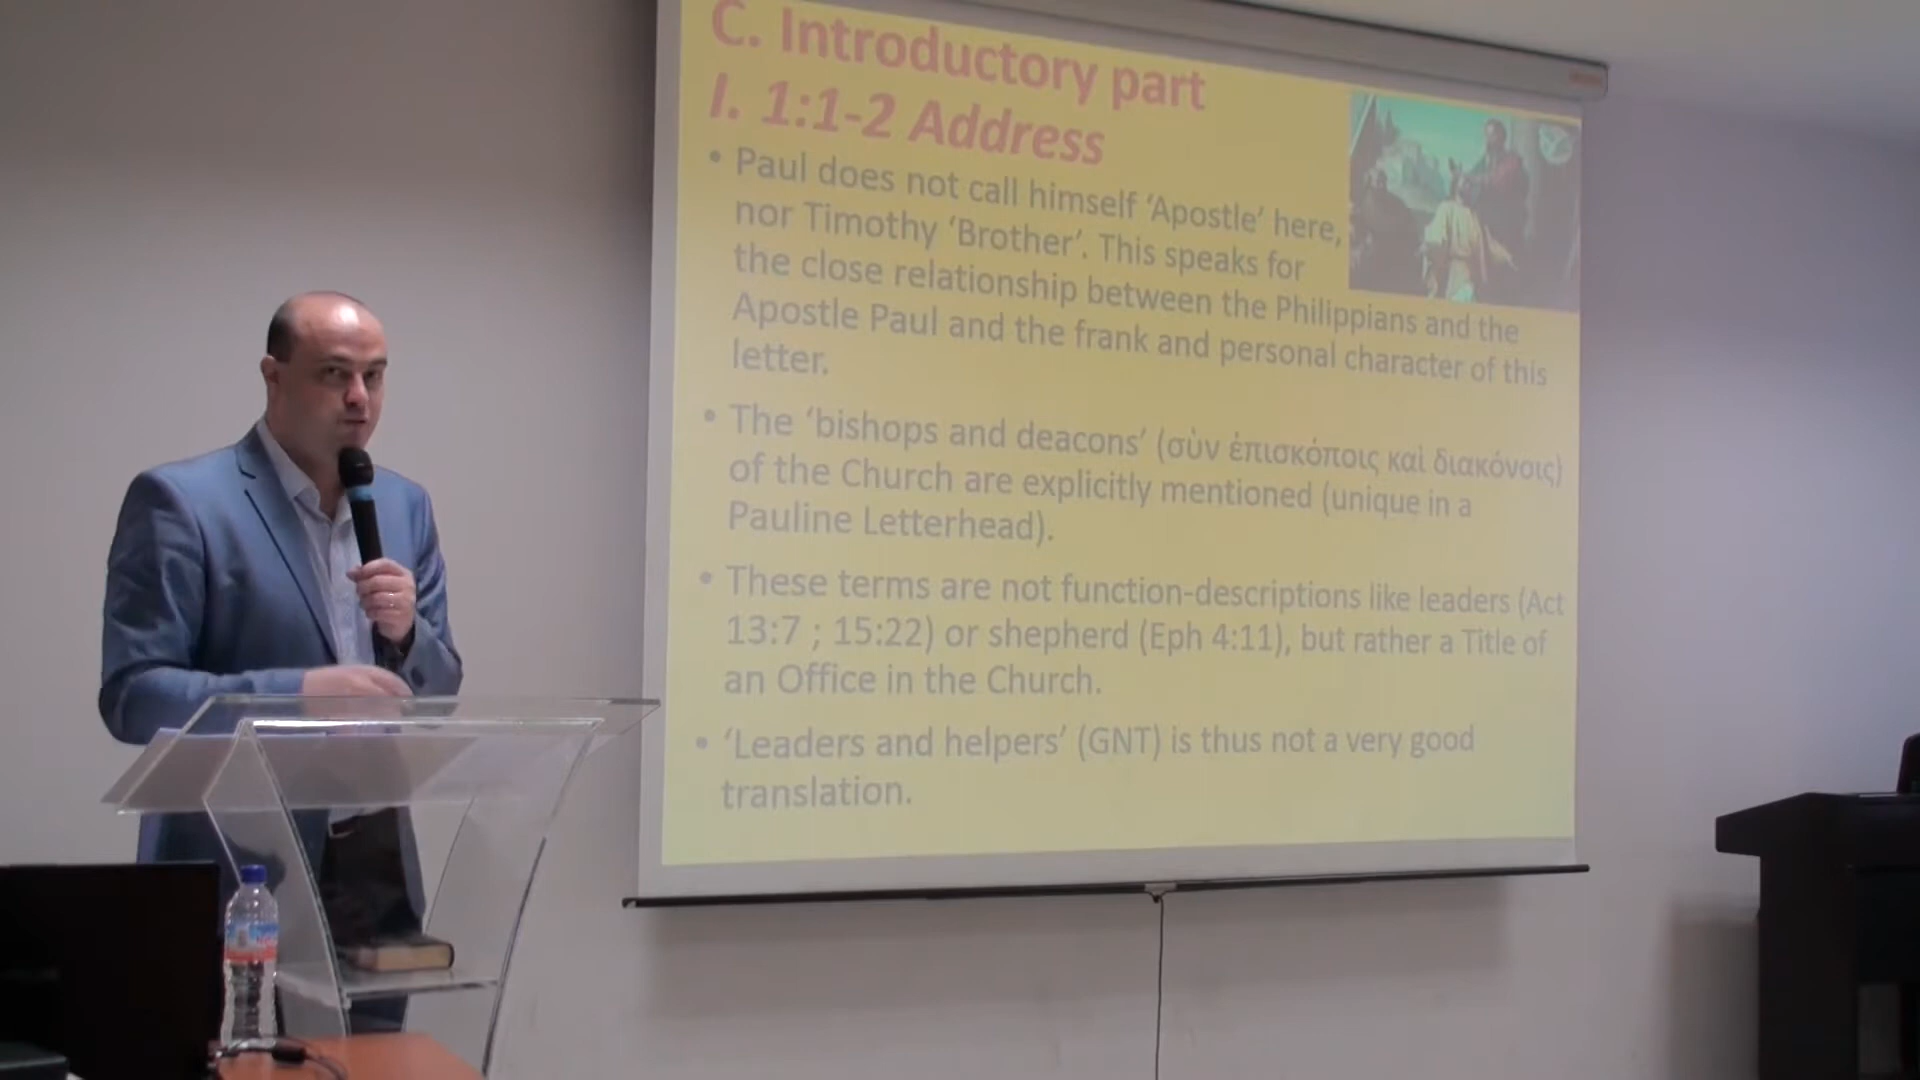 C. Introductory part
I. 1:1-2 Address
• Paul does not call himself ‘Apostle’ here,
nor Timothy ‘Brother’. This speaks for
the close relationship between the Philippians and the
Apostle Paul and the frank and personal character of this
letter.
• The ‘bishops and deacons’ (σὺν ἐπισκόποις καὶ διακόνοις)
of the Church are explicitly mentioned (unique in a
Pauline Letterhead).
• These terms are not function-descriptions like leaders (Act
13:7 ; 15:22) or shepherd (Eph 4:11), but rather a Title of
an Office in the Church.
• ‘Leaders and helpers’ (GNT) is thus not a very good
translation.